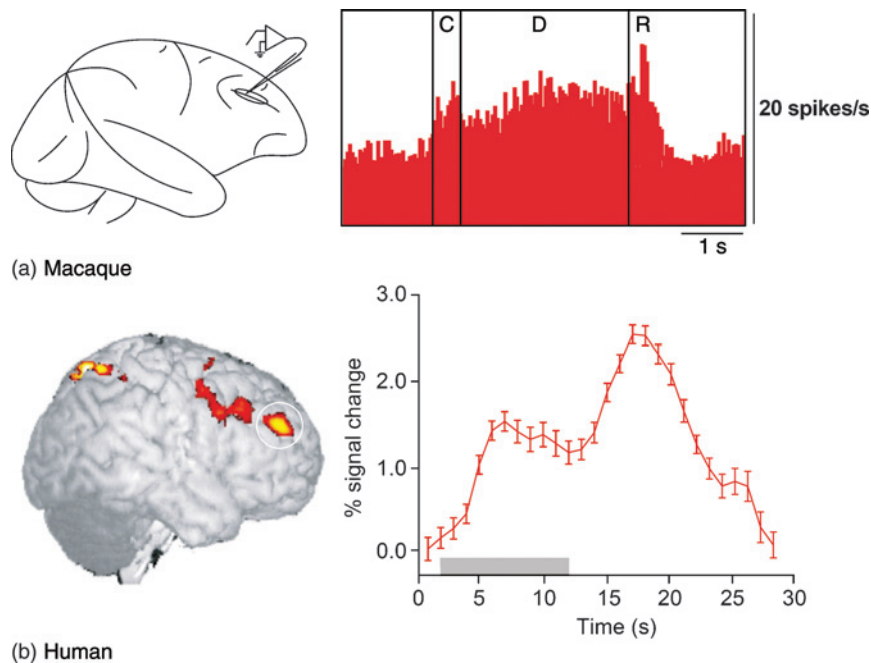 C D R
20 spikes/s
1 s
(a) Macaque
3.0
2.0
1.0
0.0
% signal change
0 5 10 15 20 25 30
Time (s)
(b) Human